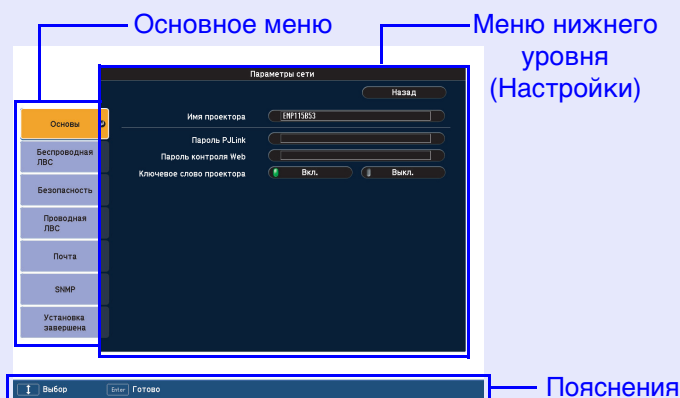 Основное меню
Меню нижнего
уровня
(Настройки)
Параметры сети
Назад
Основы
Имя проектора EMP115B53
Пароль PJLink
Беспроводная
ЛВС
Пароль контроля Web
Ключевое слово проектора Вкл. Выкл.
Безопасность
Проводная
ЛВС
Почта
SNMP
Установка
завершена
Выбор Enter Готово
Пояснения